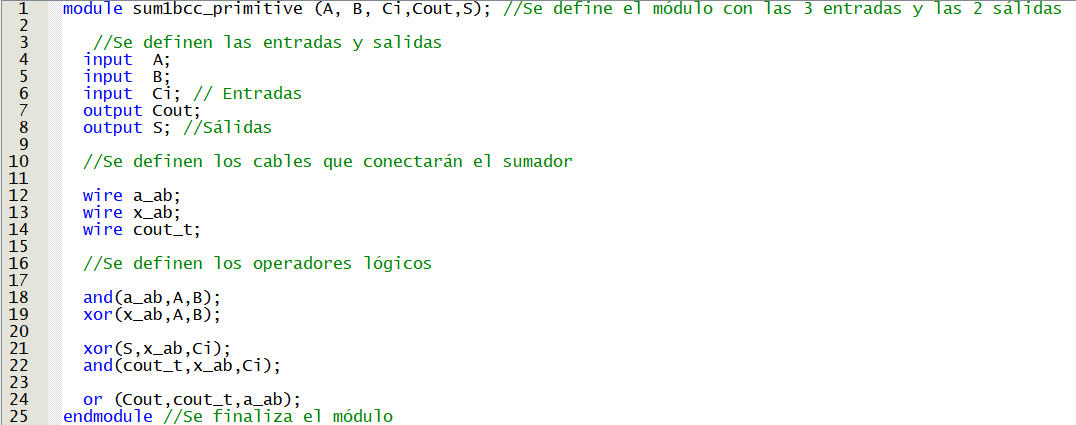 1 module sum1bcc_primitive (A, B, Ci,Cout,S); //Se define el módulo con las 3 entradas y las 2 sálidas
2
3 //Se definen las entradas y salidas
4 input  A;
5 input  B;
6 input  Ci; // Entradas
7 output Cout;
8 output S; //Sálidas
9
10 //Se definen los cables que conectarán el sumador
11
12 wire a_ab;
13 wire x_ab;
14 wire cout_t;
15
16 //Se definen los operadores lógicos
17
18 and(a_ab,A,B);
19 xor(x_ab,A,B);
20
21 xor(S,x_ab,Ci);
22 and(cout_t,x_ab,Ci);
23
24 or (Cout,cout_t,a_ab);
25 endmodule //Se finaliza el módulo